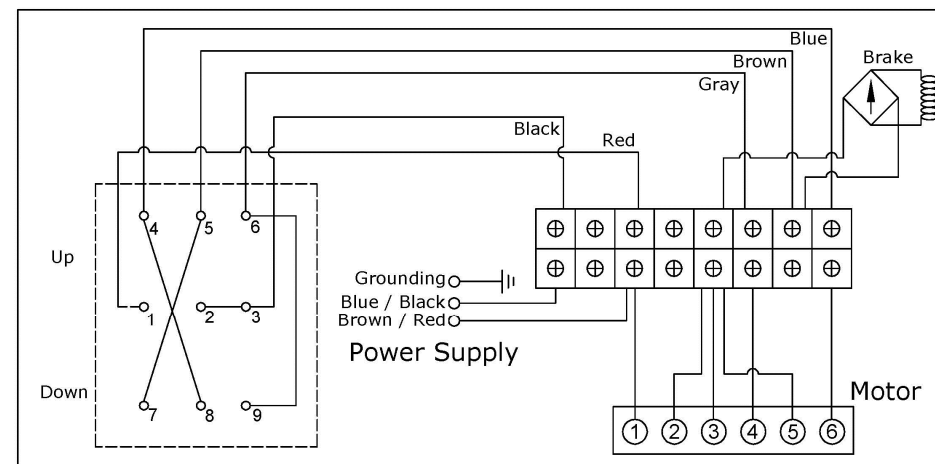 Blue
Brown
Brake
Gray
Black
Red
4 5 6
Up
Grounding
Blue / Black
1 2 3
Brown / Red
Power Supply
Down
Motor
7 8 9
1 2 3 4 5 6